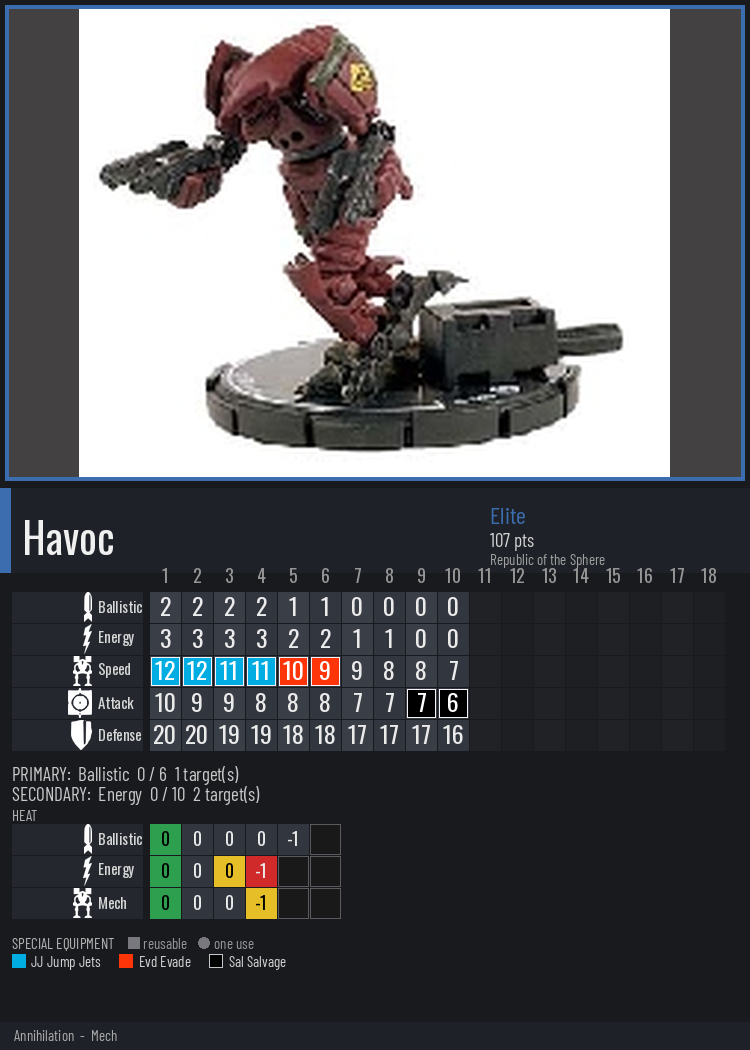 Havoc
Elite
107 pts
Republic of the Sphere
1 2 3 4 5 6 7 8 9 10 11 12 13 14 15 16 17 18
Ballistic 2 2 2 2 1 1 0 0 0 0
Energy 3 3 3 3 2 2 1 1 0 0
Speed 12 12 11 11 10 9 9 8 8 7
Attack 10 9 9 8 8 8 7 7 7 6
Defense 20 20 19 19 18 18 17 17 17 16
PRIMARY: Ballistic 0 / 6 1 target(s)
SECONDARY: Energy 0 / 10 2 target(s)
HEAT
Ballistic 0 0 0 0 -1
Energy 0 0 0 -1
Mech 0 0 0 -1
SPECIAL EQUIPMENT reusable one use
JJ Jump Jets Evd Evade Sal Salvage
Annihilation - Mech